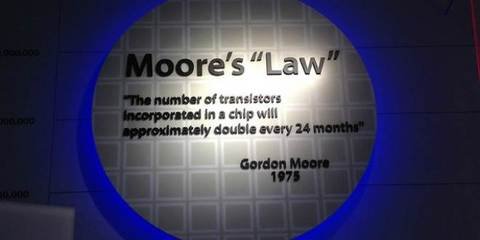 Moore's "Law"
"The number of transistors
incorporated in a chip will
approximately double every 24 months"
Gordon Moore
1975